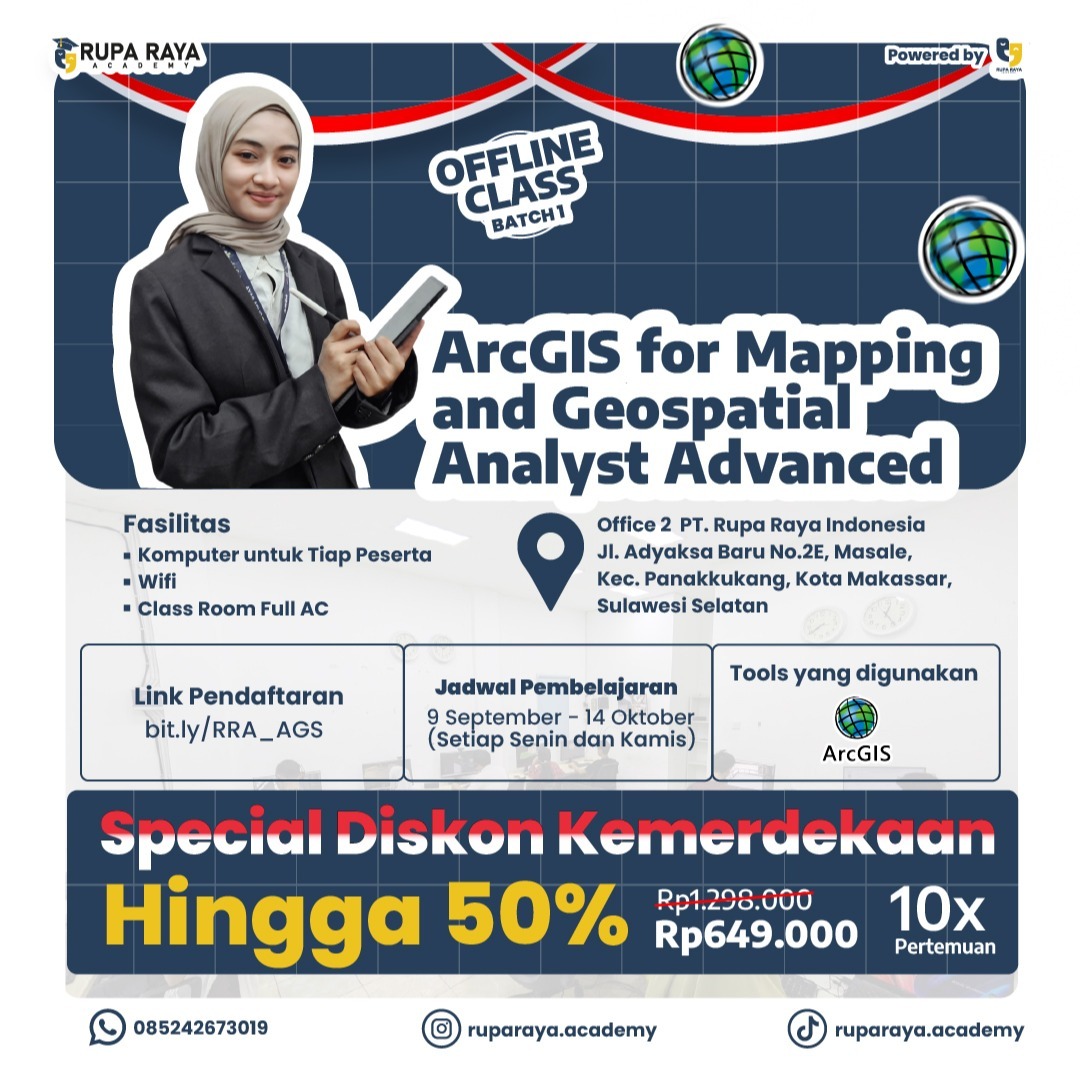 RUPA RAYA
ACADEMY
Powered by
RUPA RAYA
OFFLINE
CLASS
BATCH 1
ArcGIS for Mapping
and Geospatial
Analyst Advanced
Fasilitas
▪ Komputer untuk Tiap Peserta
▪ Wifi
▪ Class Room Full AC
Office 2 PT. Rupa Raya Indonesia
Jl. Adyaksa Baru No.2E, Masale,
Kec. Panakkukang, Kota Makassar,
Sulawesi Selatan
Link Pendaftaran
bit.ly/RRA_AGS
Jadwal Pembelajaran
9 September - 14 Oktober
(Setiap Senin dan Kamis)
Tools yang digunakan
ArcGIS
Special Diskon Kemerdekaan
Hingga 50%
Rp1.298.000
Rp649.000
10x
Pertemuan
085242673019
ruparaya.academy
ruparaya.academy